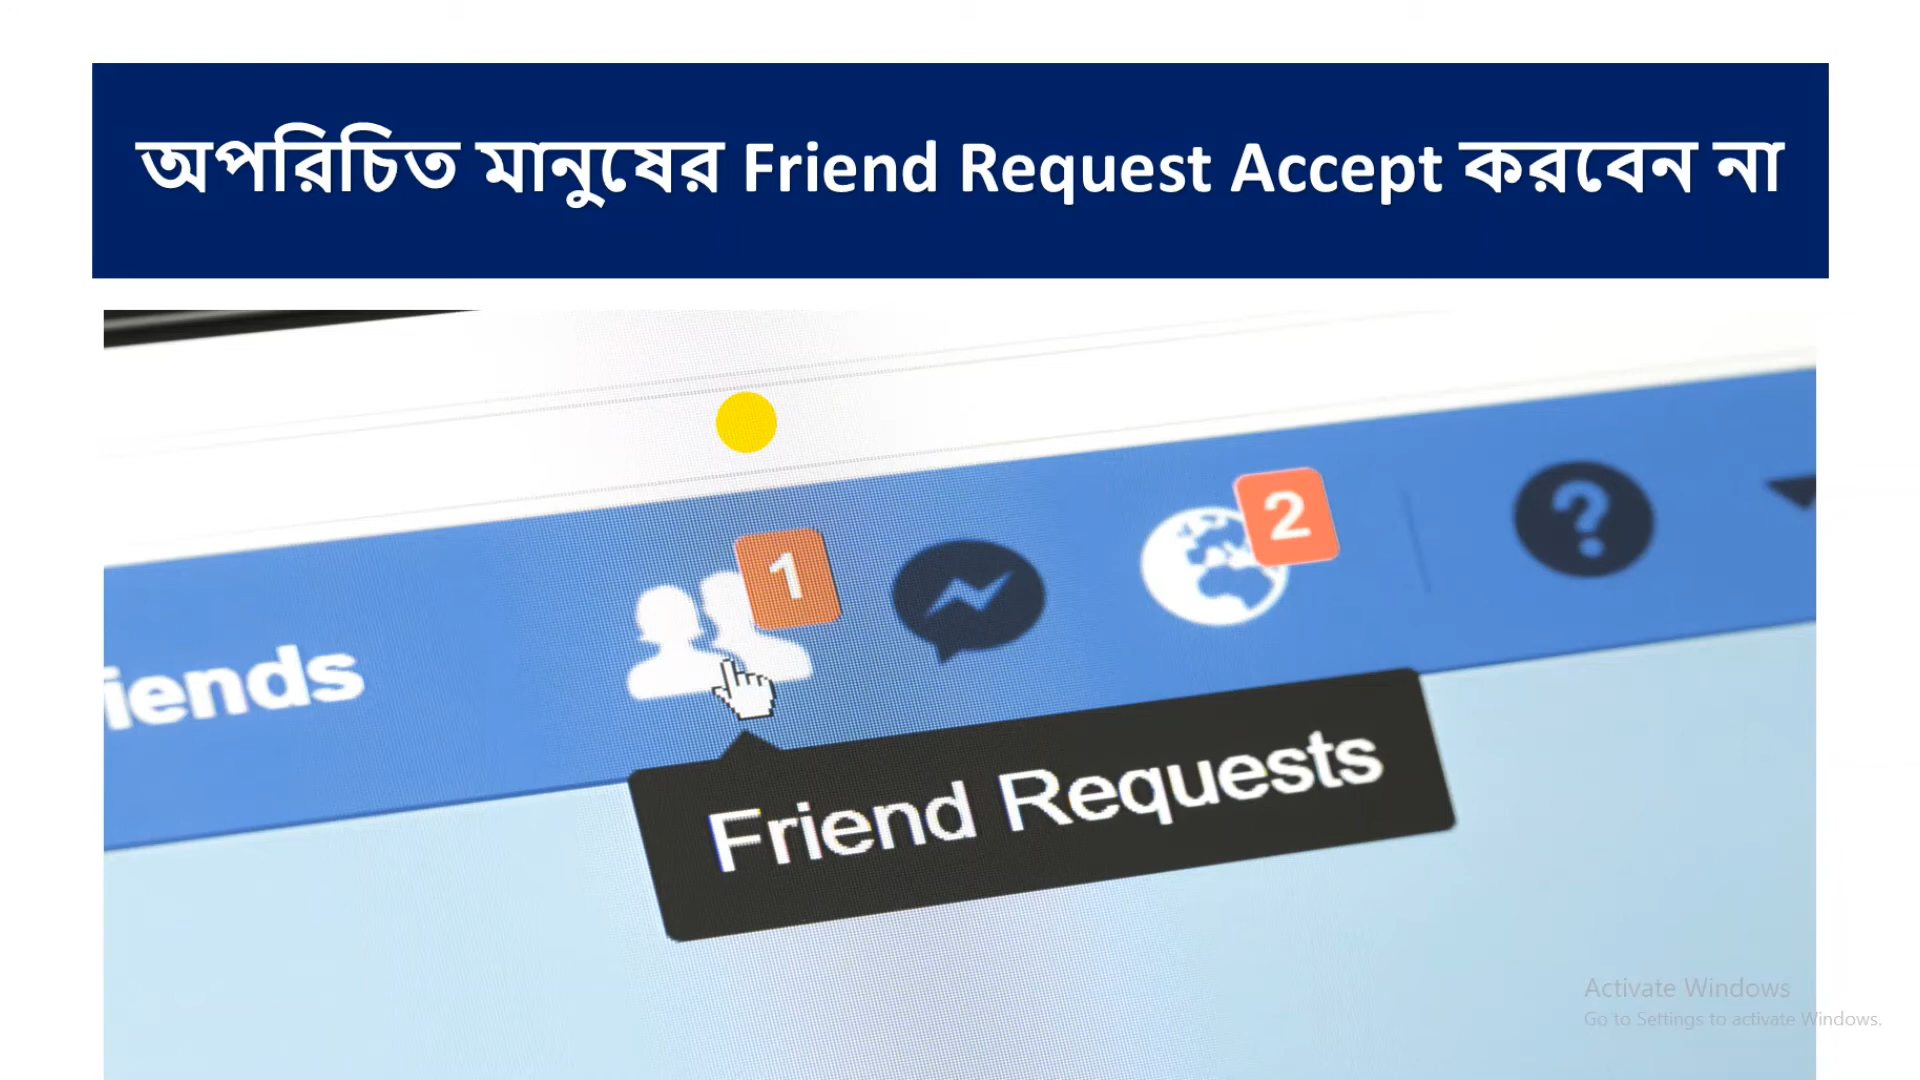 অপরিচিত মানুষের Friend Request Accept করবেন না
1
2
?
iends
Friend Requests
Activate Windows
Go to Settings to activate Windows.